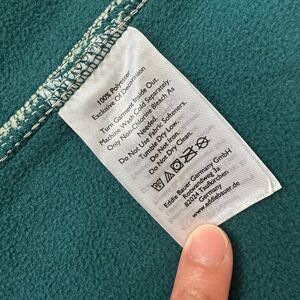 100% Polyester
Exclusive Of Decoration
Turn Garment Inside Out.
Machine Wash Cold Separately.
Only Non-Chlorine Bleach As
Needed.
Do Not Use Fabric Softeners.
Tumble Dry Low.
Do Not Iron.
Do Not Dry Clean.
Eddie Bauer Germany GmbH
82024 Taufkirchen
Germany
www.eddiebauer.de